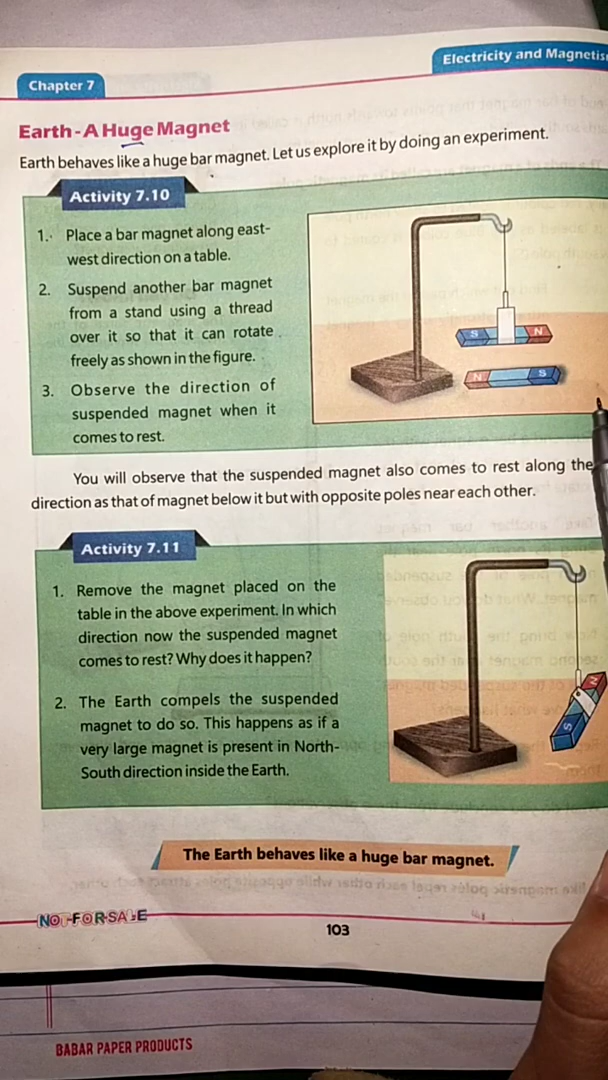 Electricity and Magnetis
Chapter 7
Earth - A Huge Magnet
Earth behaves like a huge bar magnet. Let us explore it by doing an experiment.
Activity 7.10
1. Place a bar magnet along east-
west direction on a table.
2. Suspend another bar magnet
from a stand using a thread
over it so that it can rotate
freely as shown in the figure.
3. Observe the direction of
suspended magnet when it
comes to rest.
S N
N S
You will observe that the suspended magnet also comes to rest along the
direction as that of magnet below it but with opposite poles near each other.
Activity 7.11
1. Remove the magnet placed on the
table in the above experiment. In which
direction now the suspended magnet
comes to rest? Why does it happen?
2. The Earth compels the suspended
magnet to do so. This happens as if a
very large magnet is present in North-
South direction inside the Earth.
N
S
The Earth behaves like a huge bar magnet.
NOT FOR SALE
103
BABAR PAPER PRODUCTS